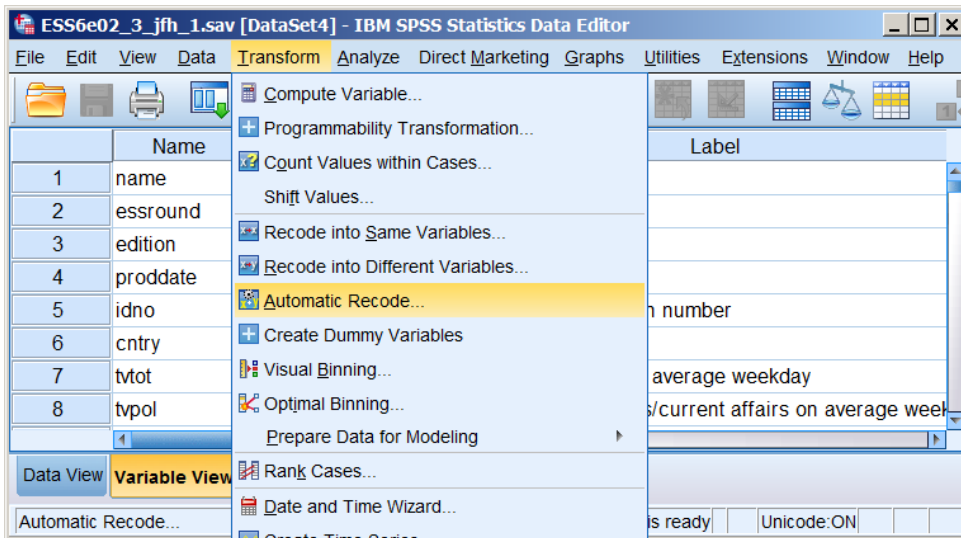 ESS6e02_3_jfh_1.sav [DataSet4] - IBM SPSS Statistics Data Editor
File Edit View Data Transform Analyze Direct Marketing Graphs Utilities Extensions Window Help
Compute Variable...
Programmability Transformation...
Count Values within Cases...
Shift Values...
Recode into Same Variables...
Recode into Different Variables...
Automatic Recode...
Create Dummy Variables
Visual Binning...
Optimal Binning...
Prepare Data for Modeling
Rank Cases...
Date and Time Wizard...
Create Time Series
Name Label
1 name
2 essround
3 edition
4 proddate
5 idno number
6 cntry
7 tvtot average weekday
8 tvpol s/current affairs on average week
Data View Variable View
Automatic Recode... is ready Unicode:ON